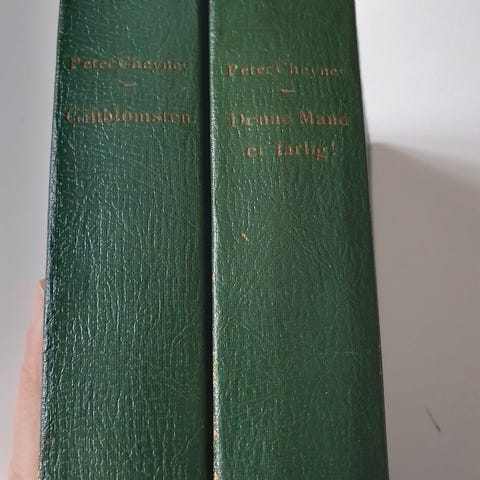 Peter Cheyney
Giftblomsten
Peter Cheyney
Denne Mand
er farlig!